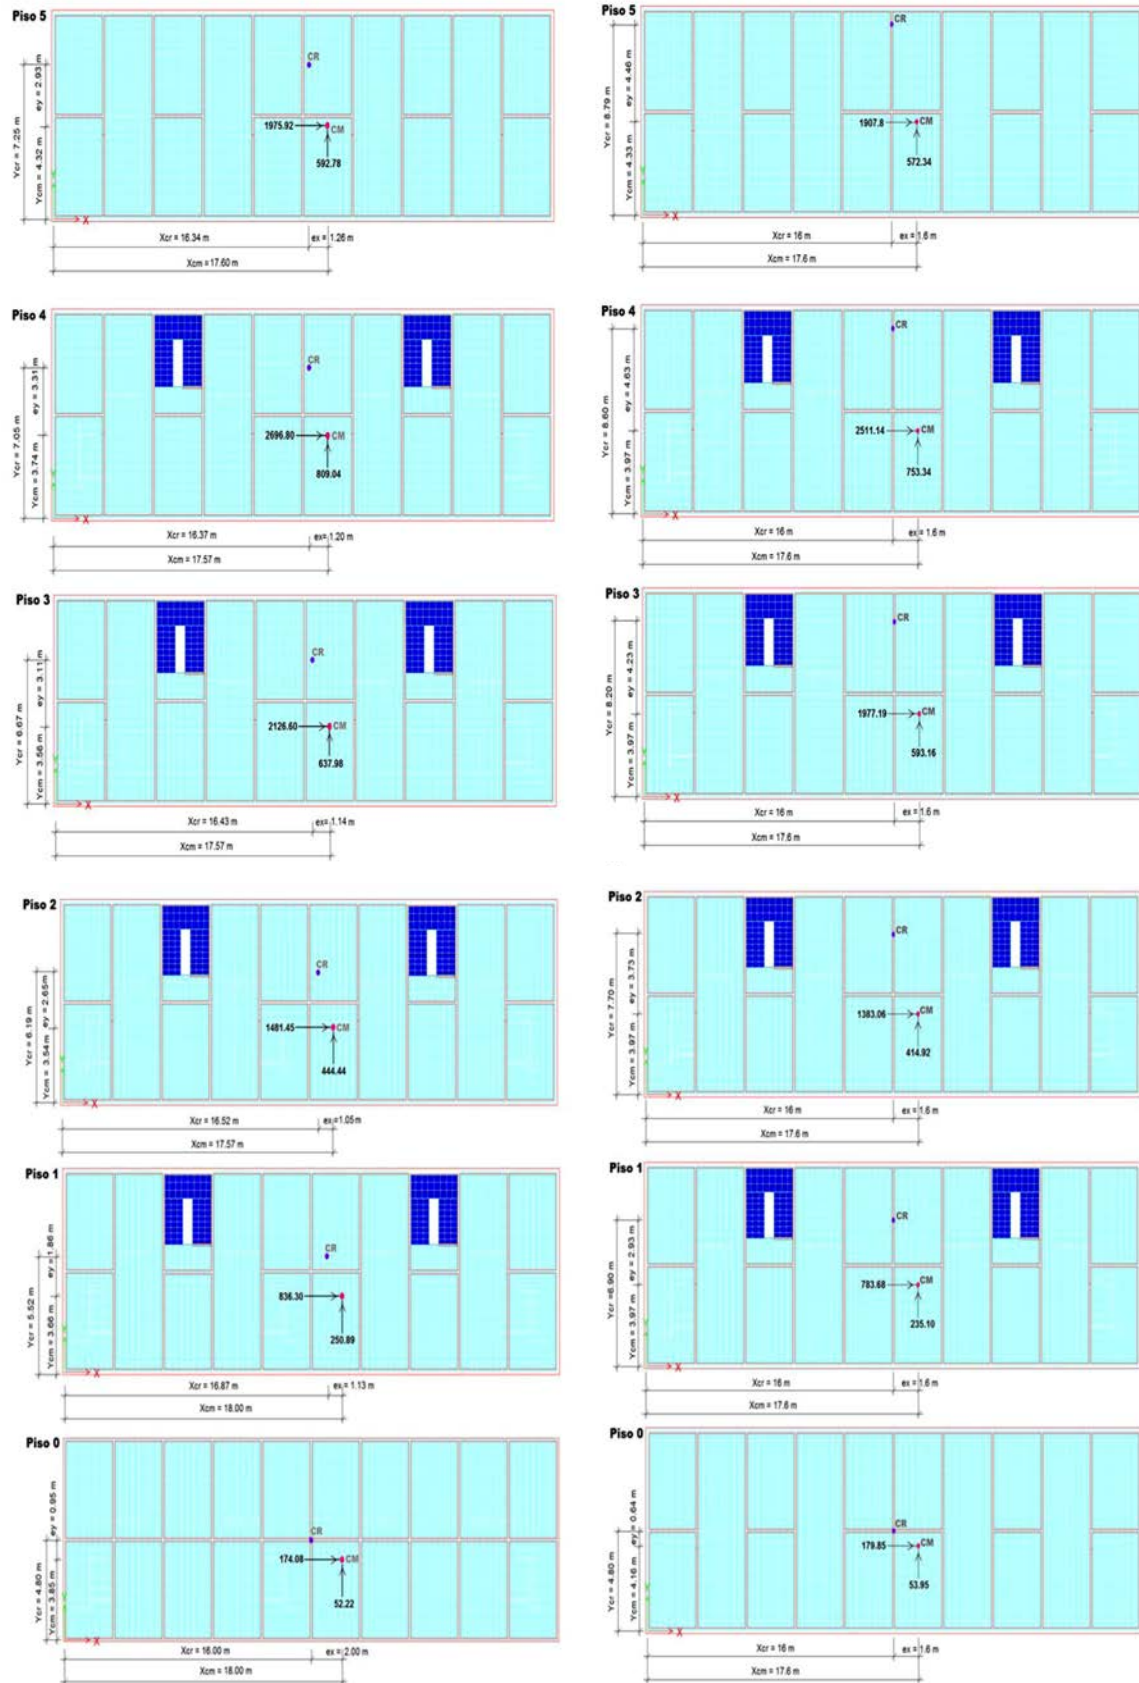 Piso 5
CR
1975.92
CM
592.78
ey = 2.93 m
Ycr = 7.25 m
Ycm = 4.32 m
X
Xcr = 16.34 m
ex = 1.26 m
Xcm = 17.60 m
Piso 5
CR
1907.8
CM
572.34
ey = 4.46 m
Ycr = 8.79 m
Ycm = 4.33 m
X
Xcr = 16 m
ex = 1.6 m
Xcm = 17.6 m
Piso 4
CR
2696.80
CM
809.04
ey = 3.31 m
Ycr = 7.05 m
Ycm = 3.74 m
X
Xcr = 16.37 m
ex= 1.20 m
Xcm = 17.57 m
Piso 4
CR
2511.14
CM
753.34
ey = 4.63 m
Ycr = 8.60 m
Ycm = 3.97 m
X
Xcr = 16 m
ex = 1.6 m
Xcm = 17.6 m
Piso 3
CR
2126.60
CM
637.98
ey = 3.11 m
Ycr = 6.67 m
Ycm = 3.56 m
X
Xcr = 16.43 m
ex= 1.14 m
Xcm = 17.57 m
Piso 3
CR
1977.19
CM
593.16
ey = 4.23 m
Ycr = 8.20 m
Ycm = 3.97 m
X
Xcr = 16 m
ex = 1.6 m
Xcm = 17.6 m
Piso 2
CR
1481.45
CM
444.44
ey = 2.65 m
Ycr = 6.19 m
Ycm = 3.54 m
X
Xcr = 16.52 m
ex =1.05 m
Xcm = 17.57 m
Piso 2
CR
1383.06
CM
414.92
ey = 3.73 m
Ycr = 7.70 m
Ycm = 3.97 m
X
Xcr = 16 m
ex = 1.6 m
Xcm = 17.6 m
Piso 1
CR
836.30
250.89
ey = 1.86 m
Ycr = 5.52 m
Ycm = 3.66 m
X
Xcr = 16.87 m
ex = 1.13 m
Xcm = 18.00 m
Piso 1
CR
783.68
CM
235.10
ey = 2.93 m
Ycr =6.90 m
Ycm = 3.97 m
X
Xcr = 16 m
ex = 1.6 m
Xcm = 17.6 m
Piso 0
CR
174.08
CM
52.22
ey = 0.95 m
Ycr = 4.80 m
Ycm = 3.85 m
X
Xcr = 16.00 m
ex = 2.00 m
Xcm = 18.00 m
Piso 0
CR
179.85
CM
53.95
ey = 0.64 m
Ycr = 4.80 m
Ycm = 4.16 m
X
Xcr = 16 m
ex = 1.6 m
Xcm = 17.6 m